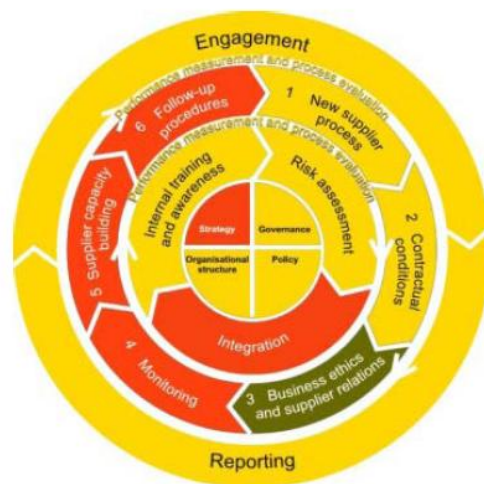 Engagement
Performance measurement and process evaluation
6 Follow-up
procedures
1 New supplier
process
2 Contractual
conditions
3 Business ethics
and supplier relations
4 Monitoring
5 Supplier capacity
building
Performance measurement and process evaluation
Internal training
and awareness
Risk assessment
Integration
Strategy
Governance
Organisational
structure
Policy
Reporting